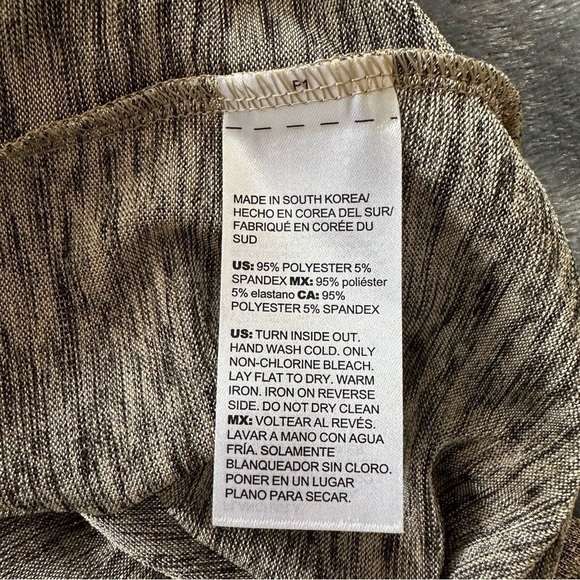 P1
MADE IN SOUTH KOREA/
HECHO EN COREA DEL SUR/
FABRIQUÉ EN CORÉE DU
SUD
US: 95% POLYESTER 5%
SPANDEX MX: 95% poliéster
5% elastano CA: 95%
POLYESTER 5% SPANDEX
US: TURN INSIDE OUT.
HAND WASH COLD. ONLY
NON-CHLORINE BLEACH.
LAY FLAT TO DRY. WARM
IRON. IRON ON REVERSE
SIDE. DO NOT DRY CLEAN
MX: VOLTEAR AL REVÉS.
LAVAR A MANO CON AGUA
FRÍA. SOLAMENTE
BLANQUEADOR SIN CLORO.
PONER EN UN LUGAR
PLANO PARA SECAR.